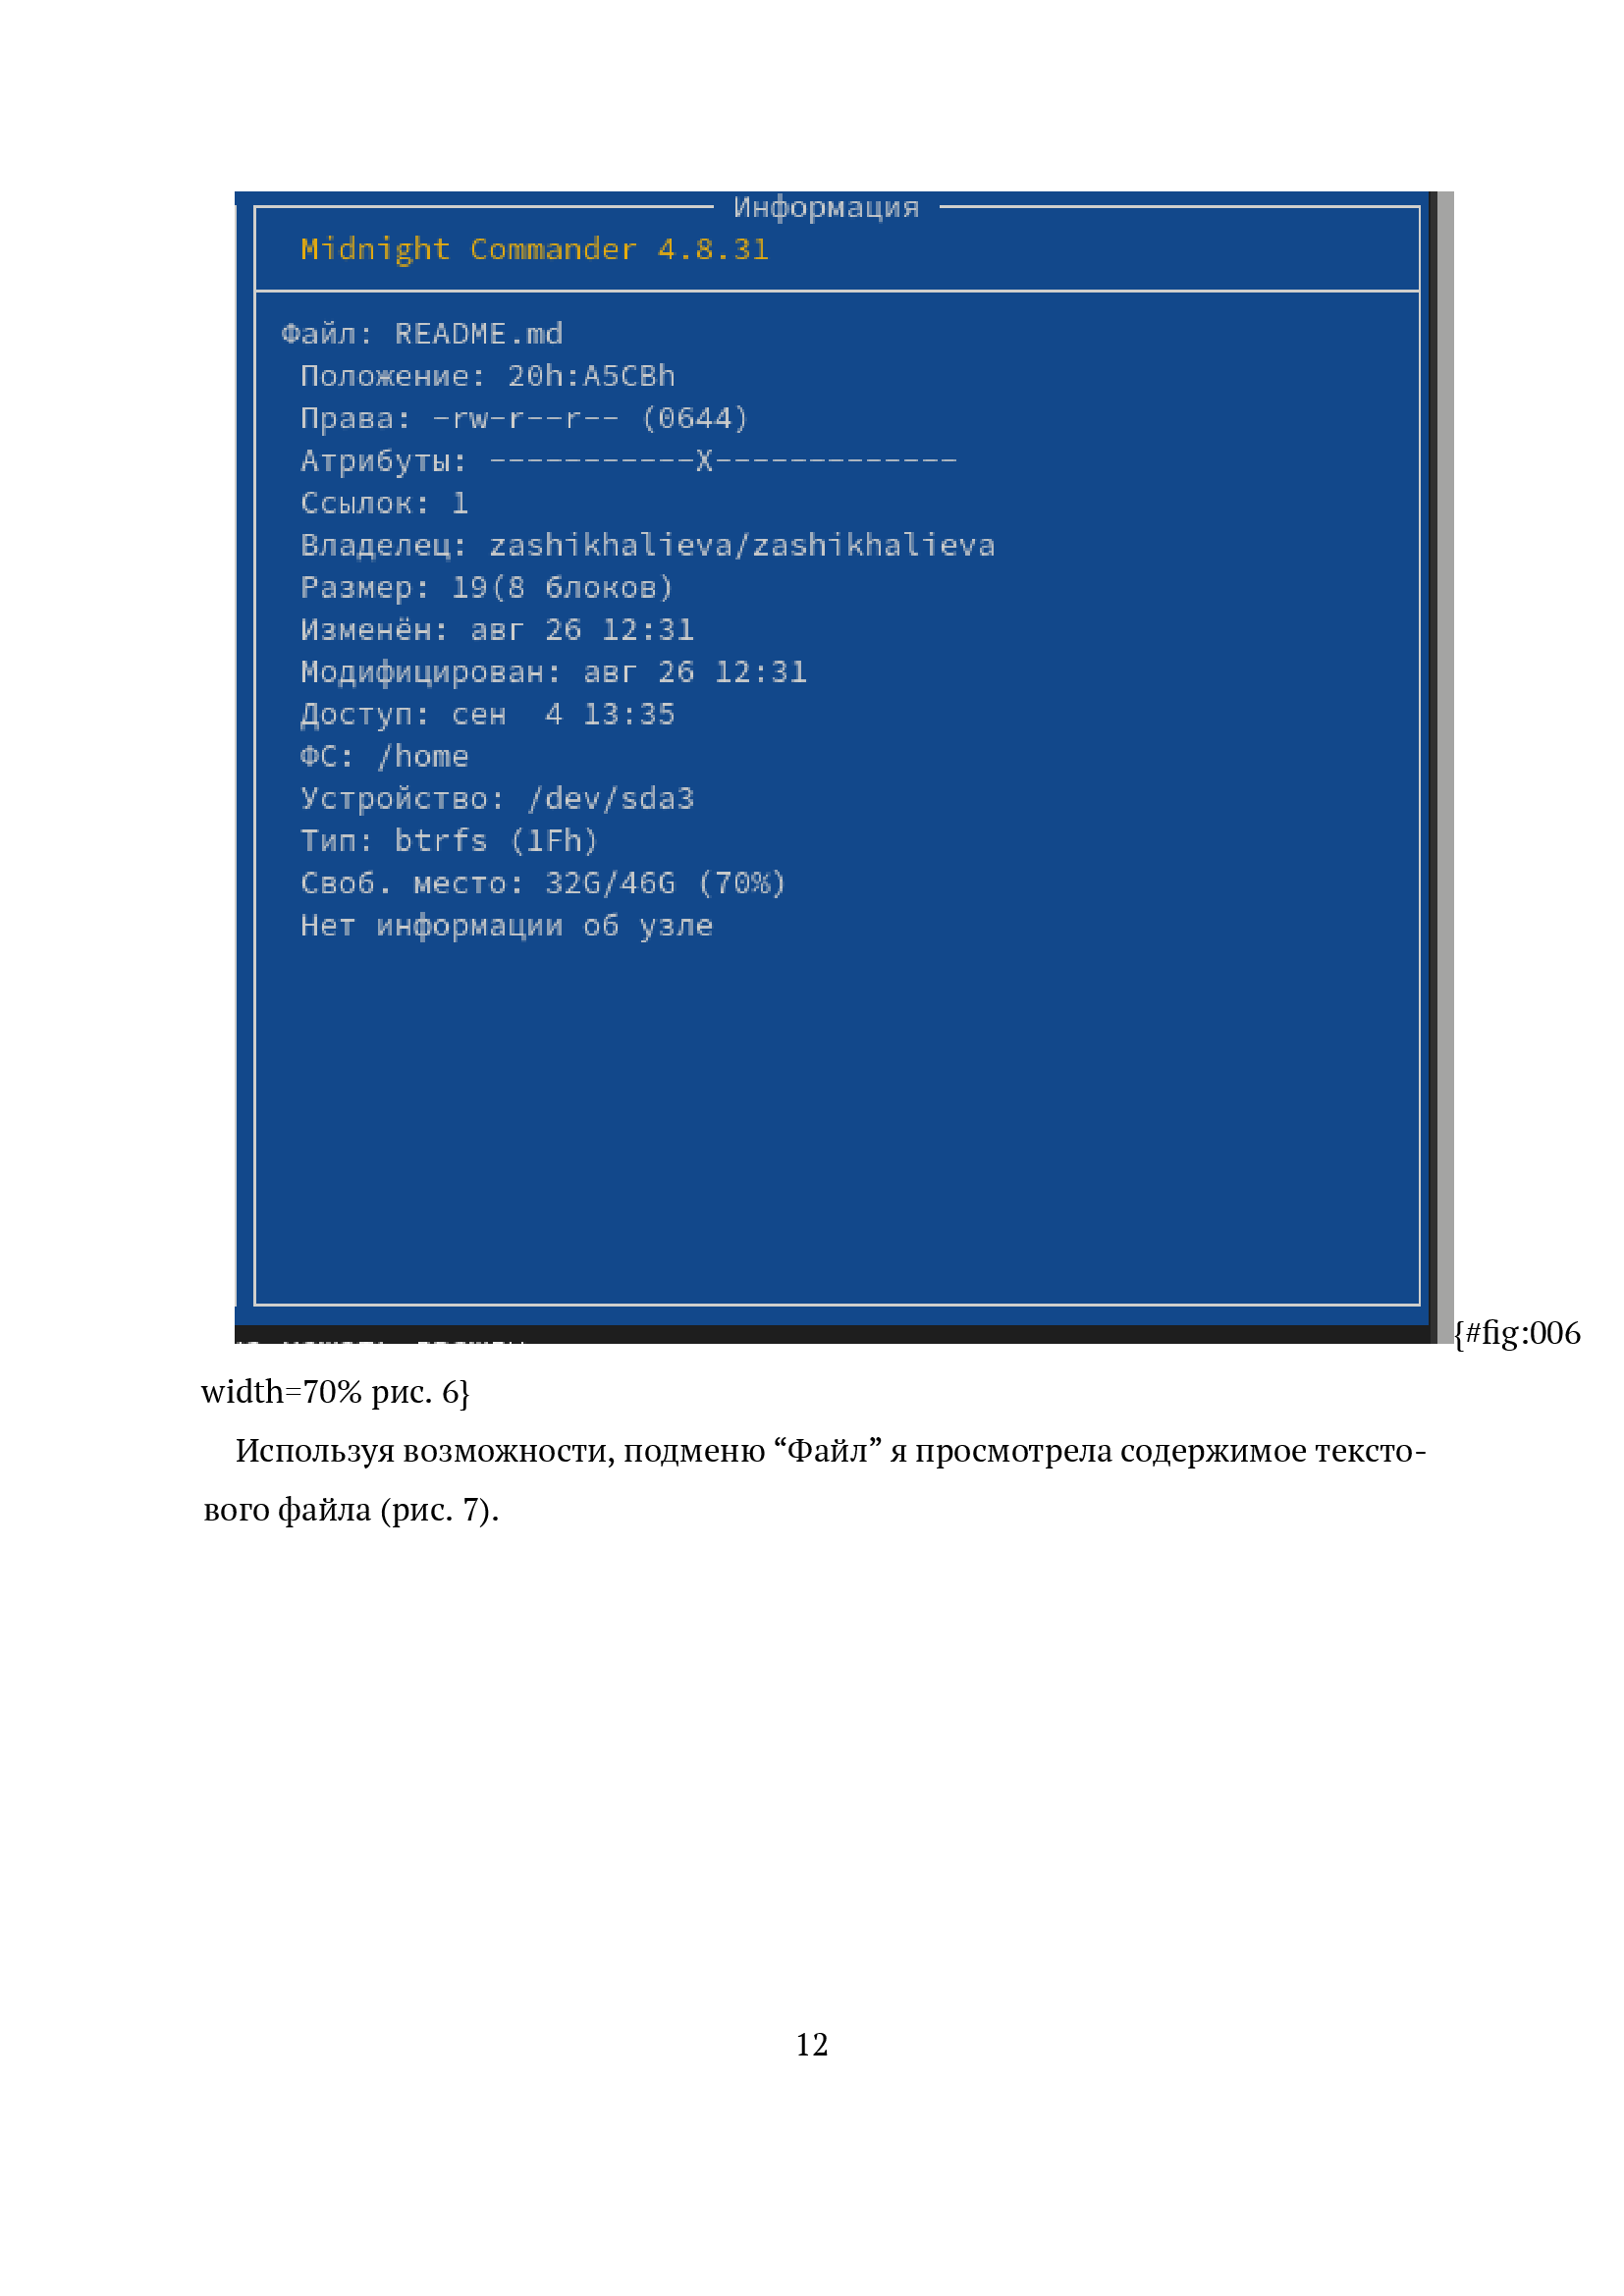 Информация
Midnight Commander 4.8.31
Файл: README.md
Положение: 20h:A5CBh
Права: -rw-r--r-- (0644)
Атрибуты: -----------X-------------
Ссылок: 1
Владелец: zashikhalieva/zashikhalieva
Размер: 19(8 блоков)
Изменён: авг 26 12:31
Модифицирован: авг 26 12:31
Доступ: сен  4 13:35
ФС: /home
Устройство: /dev/sda3
Тип: btrfs (1Fh)
Своб. место: 32G/46G (70%)
Нет информации об узле
{#fig:006
width=70% рис. 6}
Используя возможности, подменю “Файл” я просмотрела содержимое тексто-
вого файла (рис. 7).
12